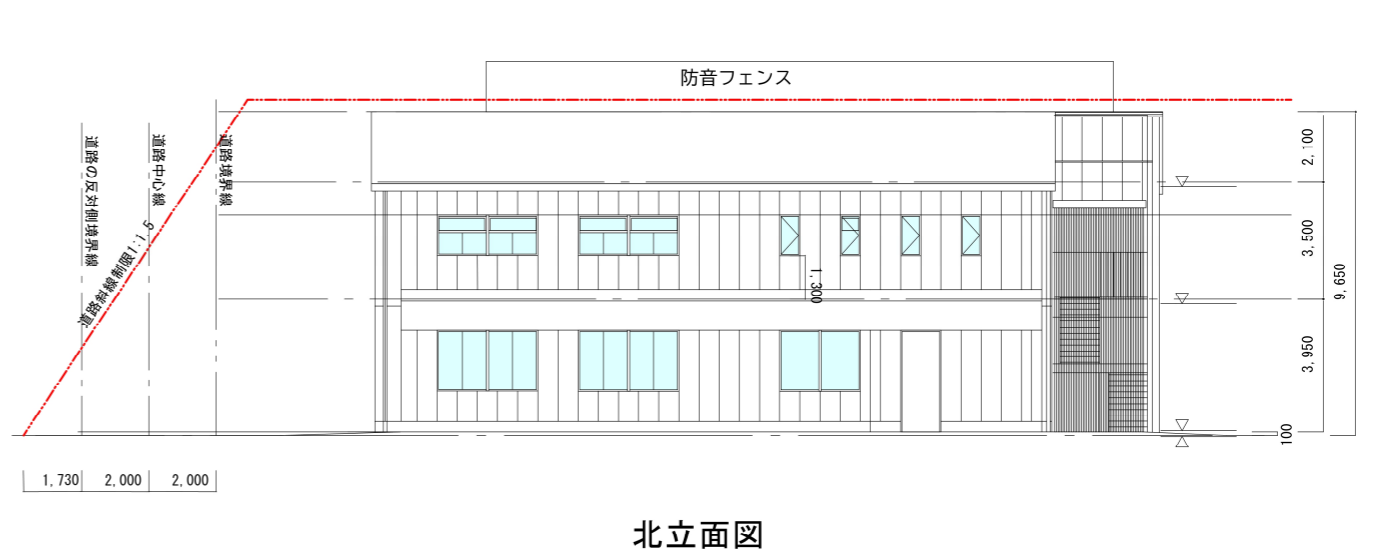 防音フェンス
道路の反対側境界線
道路中心線
道路境界線
道路斜線制限1:1.5
2,100
3,500
9,650
1,300
3,950
100
1,730
2,000
2,000
北立面図